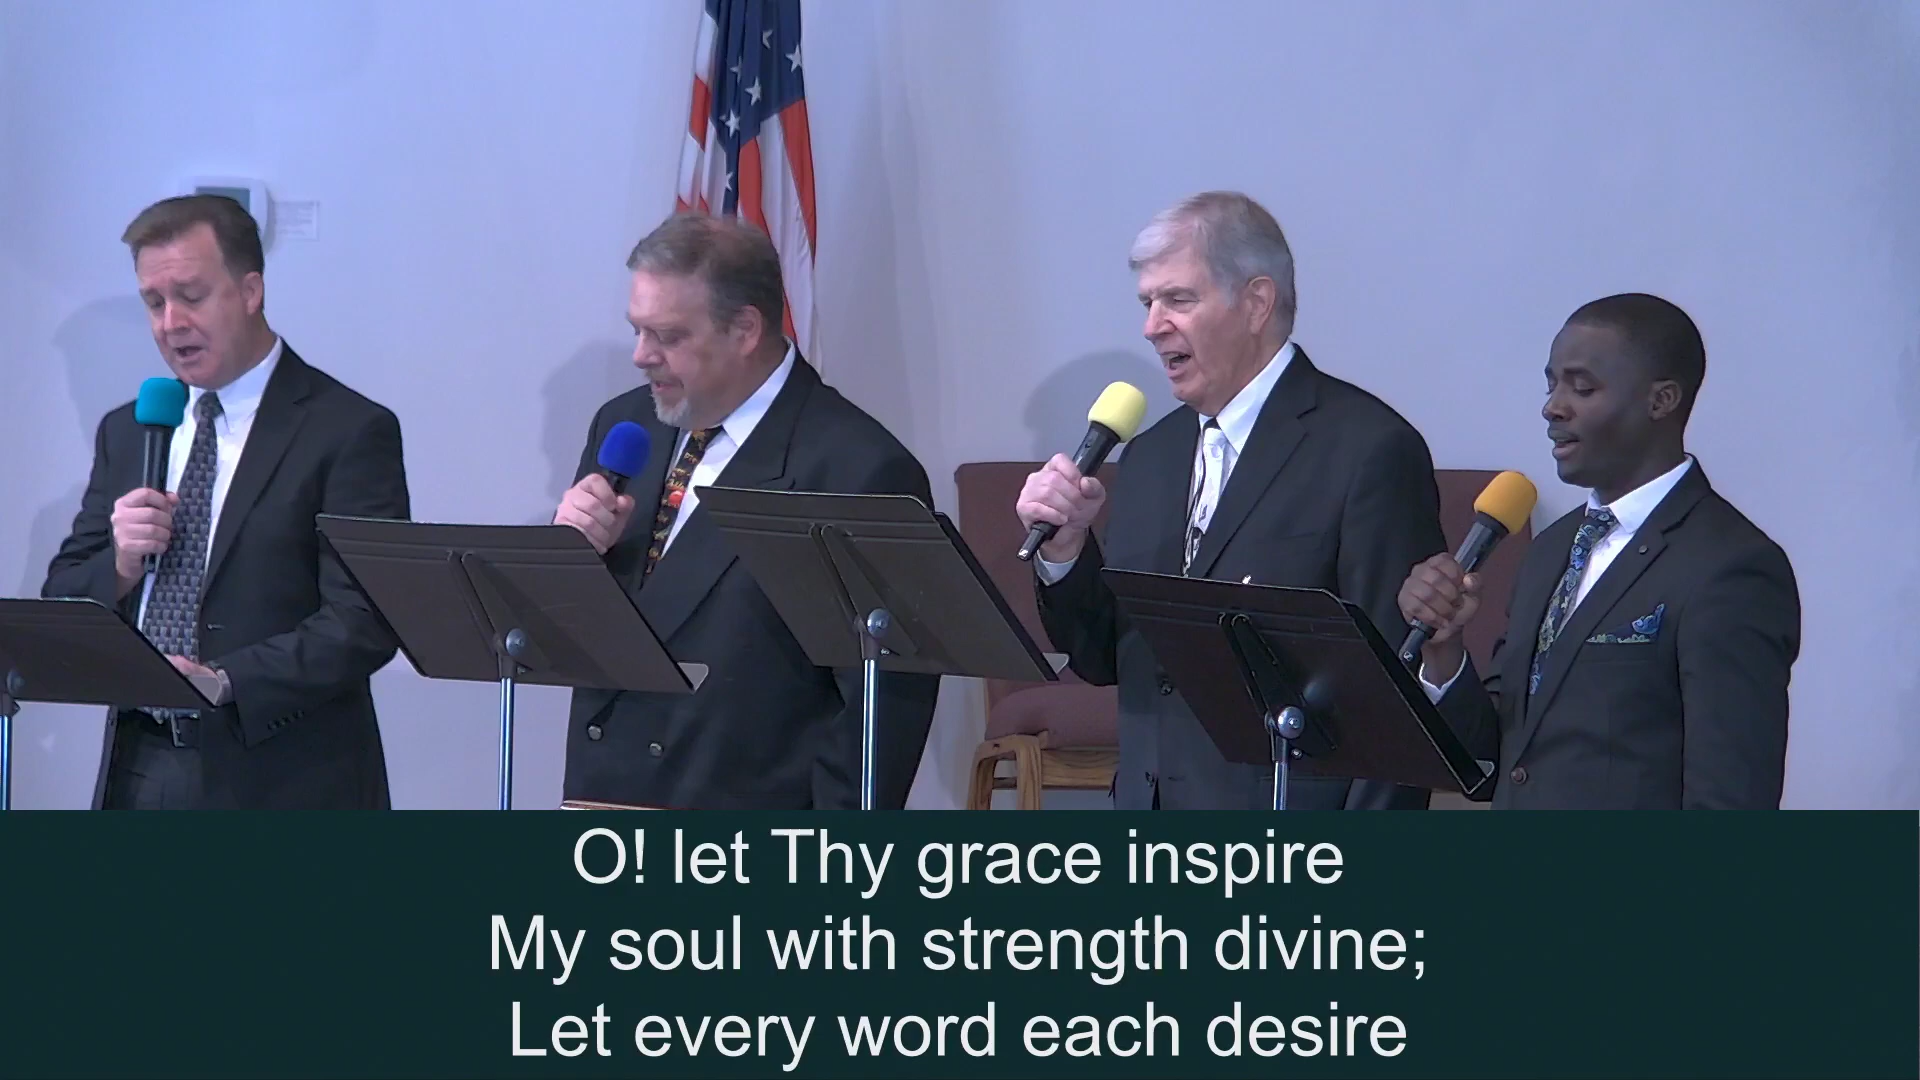 O! let Thy grace inspire
My soul with strength divine;
Let every word each desire